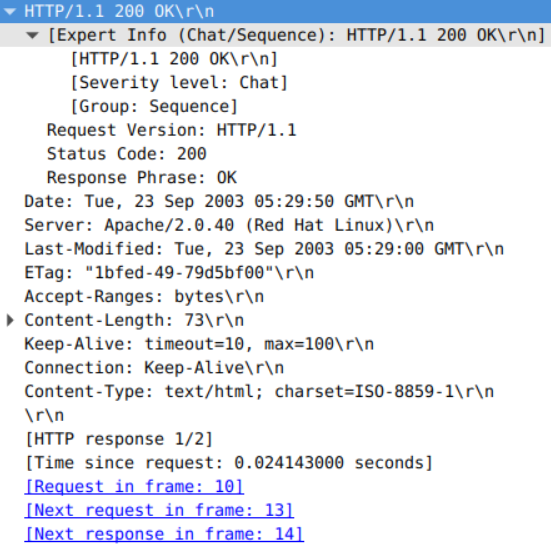 HTTP/1.1 200 OK\r\n
[Expert Info (Chat/Sequence): HTTP/1.1 200 OK\r\n]
[HTTP/1.1 200 OK\r\n]
[Severity level: Chat]
[Group: Sequence]
Request Version: HTTP/1.1
Status Code: 200
Response Phrase: OK
Date: Tue, 23 Sep 2003 05:29:50 GMT\r\n
Server: Apache/2.0.40 (Red Hat Linux)\r\n
Last-Modified: Tue, 23 Sep 2003 05:29:00 GMT\r\n
ETag: "1bfed-49-79d5bf00"\r\n
Accept-Ranges: bytes\r\n
Content-Length: 73\r\n
Keep-Alive: timeout=10, max=100\r\n
Connection: Keep-Alive\r\n
Content-Type: text/html; charset=ISO-8859-1\r\n
\r\n
[HTTP response 1/2]
[Time since request: 0.024143000 seconds]
[Request in frame: 10]
[Next request in frame: 13]
[Next response in frame: 14]